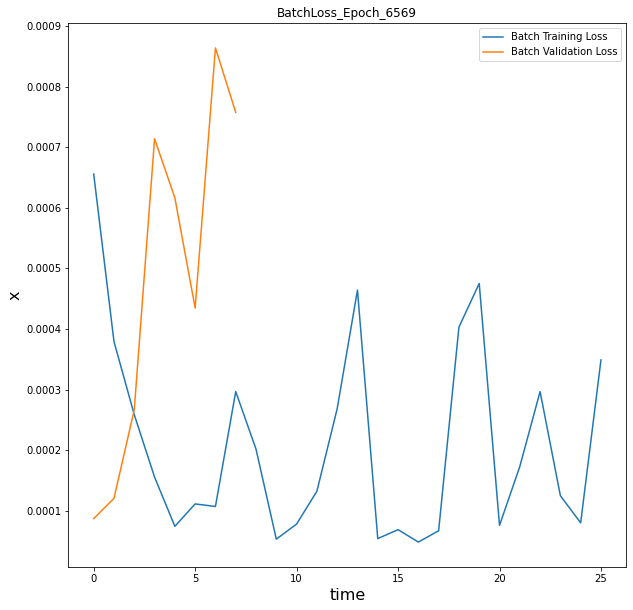 BatchLoss_Epoch_6569
Batch Training Loss
Batch Validation Loss
0.0009
0.0008
0.0007
0.0006
0.0005
0.0004
0.0003
0.0002
0.0001
x
0 5 10 15 20 25
time